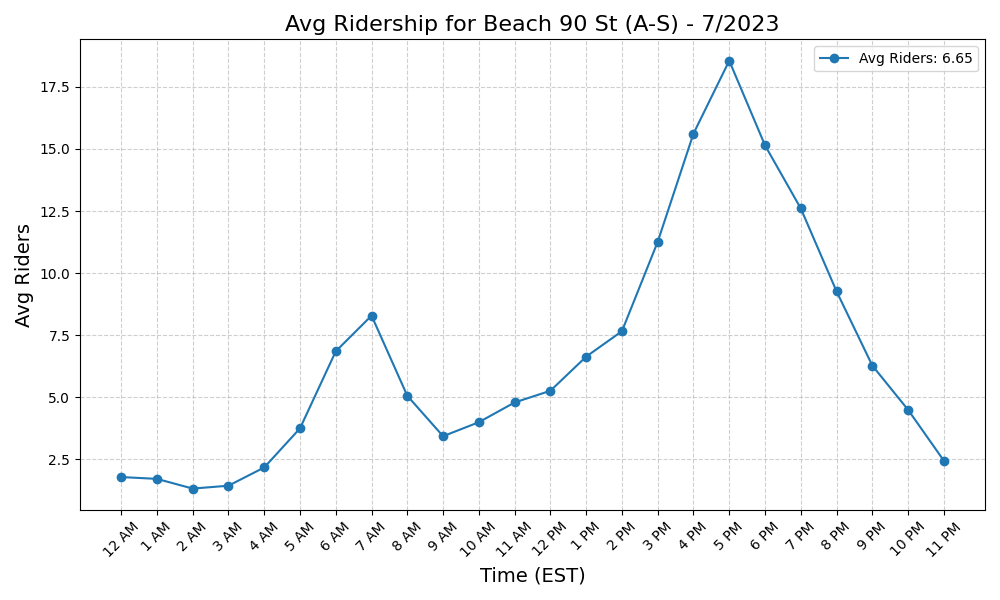 Avg Ridership for Beach 90 St (A-S) - 7/2023
Avg Riders: 6.65
17.5
15.0
12.5
10.0
7.5
5.0
2.5
Avg Riders
12 AM
1 AM
2 AM
3 AM
4 AM
5 AM
6 AM
7 AM
8 AM
9 AM
10 AM
11 AM
12 PM
1 PM
2 PM
3 PM
4 PM
5 PM
6 PM
7 PM
8 PM
9 PM
10 PM
11 PM
Time (EST)